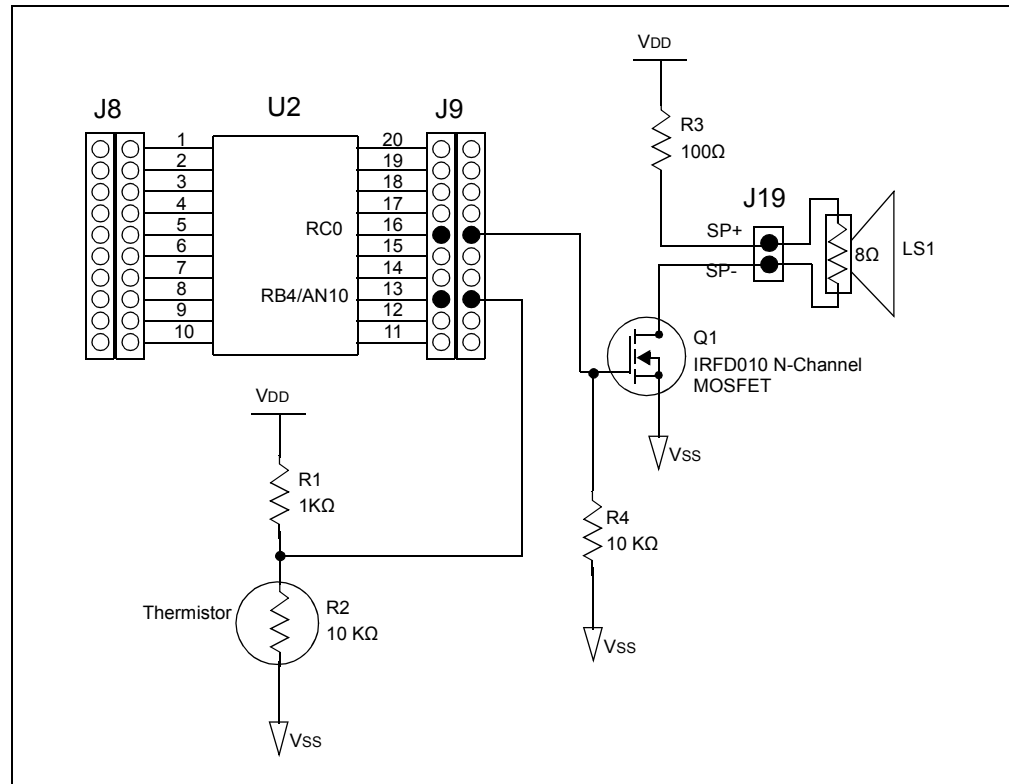 VDD
J8
U2
J9
R3
100Ω
1
2
3
4
5
6
7
8
9
10
20
19
18
17
16
15
14
13
12
11
RC0
RB4/AN10
J19
SP+
SP-
8Ω
LS1
Q1
IRFD010 N-Channel
MOSFET
VSS
VDD
R1
1KΩ
R4
10 KΩ
Thermistor
R2
10 KΩ
VSS
VSS